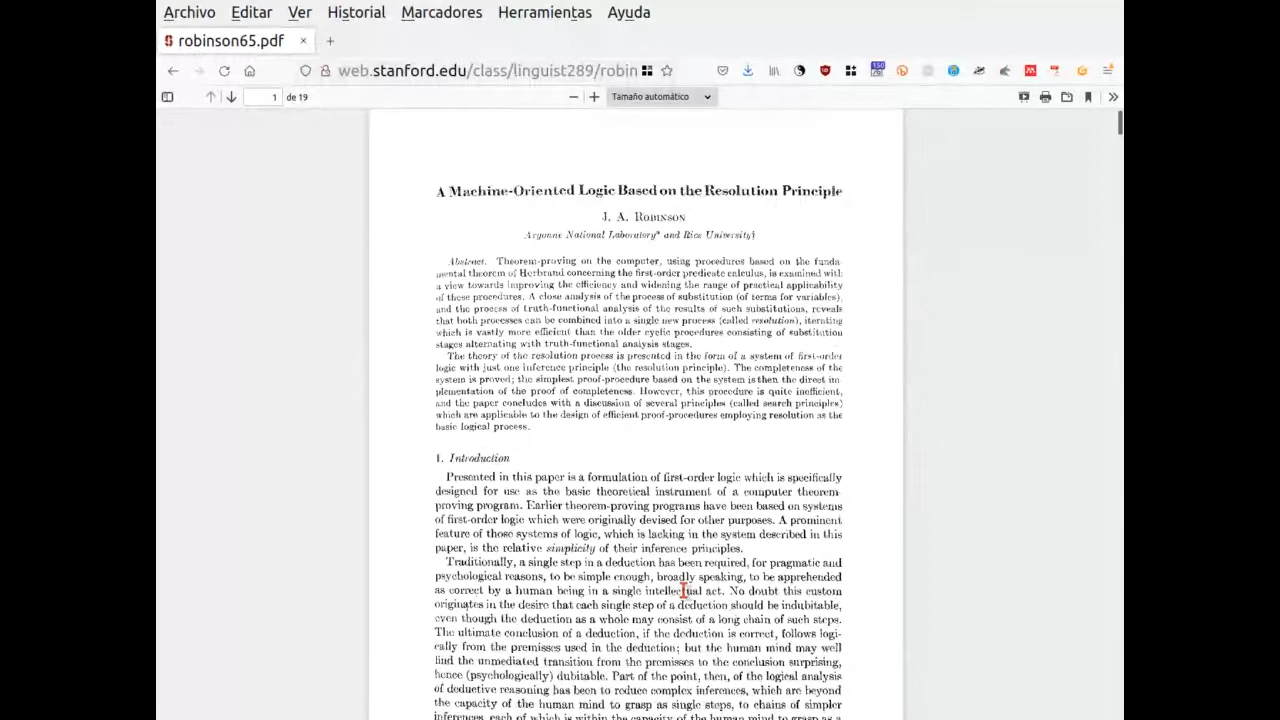 Archivo Editar Ver Historial Marcadores Herramientas Ayuda
robinson65.pdf × +
web.stanford.edu/class/linguist289/robin
150
1 de 19
Tamaño automático
A Machine-Oriented Logic Based on the Resolution Principle
J. A. ROBINSON
Argonne National Laboratory* and Rice University†
Abstract. Theorem-proving on the computer, using procedures based on the funda-
mental theorem of Herbrand concerning the first-order predicate calculus, is examined with
a view towards improving the efficiency and widening the range of practical applicability
of these procedures. A close analysis of the process of substitution (of terms for variables),
and the process of truth-functional analysis of the results of such substitutions, reveals
that both processes can be combined into a single new process (called resolution), iterating
which is vastly more efficient than the older cyclic procedures consisting of substitution
stages alternating with truth-functional analysis stages.
The theory of the resolution process is presented in the form of a system of first-order
logic with just one inference principle (the resolution principle). The completeness of the
system is proved; the simplest proof-procedure based on the system is then the direct im-
plementation of the proof of completeness. However, this procedure is quite inefficient,
and the paper concludes with a discussion of several principles (called search principles)
which are applicable to the design of efficient proof-procedures employing resolution as the
basic logical process.
1. Introduction
Presented in this paper is a formulation of first-order logic which is specifically
designed for use as the basic theoretical instrument of a computer theorem-
proving program. Earlier theorem-proving programs have been based on systems
of first-order logic which were originally devised for other purposes. A prominent
feature of those systems of logic, which is lacking in the system described in this
paper, is the relative simplicity of their inference principles.
Traditionally, a single step in a deduction has been required, for pragmatic and
psychological reasons, to be simple enough, broadly speaking, to be apprehended
as correct by a human being in a single intellectual act. No doubt this custom
originates in the desire that each single step of a deduction should be indubitable,
even though the deduction as a whole may consist of a long chain of such steps.
The ultimate conclusion of a deduction, if the deduction is correct, follows logi-
cally from the premisses used in the deduction; but the human mind may well
find the unmediated transition from the premisses to the conclusion surprising,
hence (psychologically) dubitable. Part of the point, then, of the logical analysis
of deductive reasoning has been to reduce complex inferences, which are beyond
the capacity of the human mind to grasp as single steps, to chains of simpler
inferences, each of which is within the capacity of the human mind to grasp as a